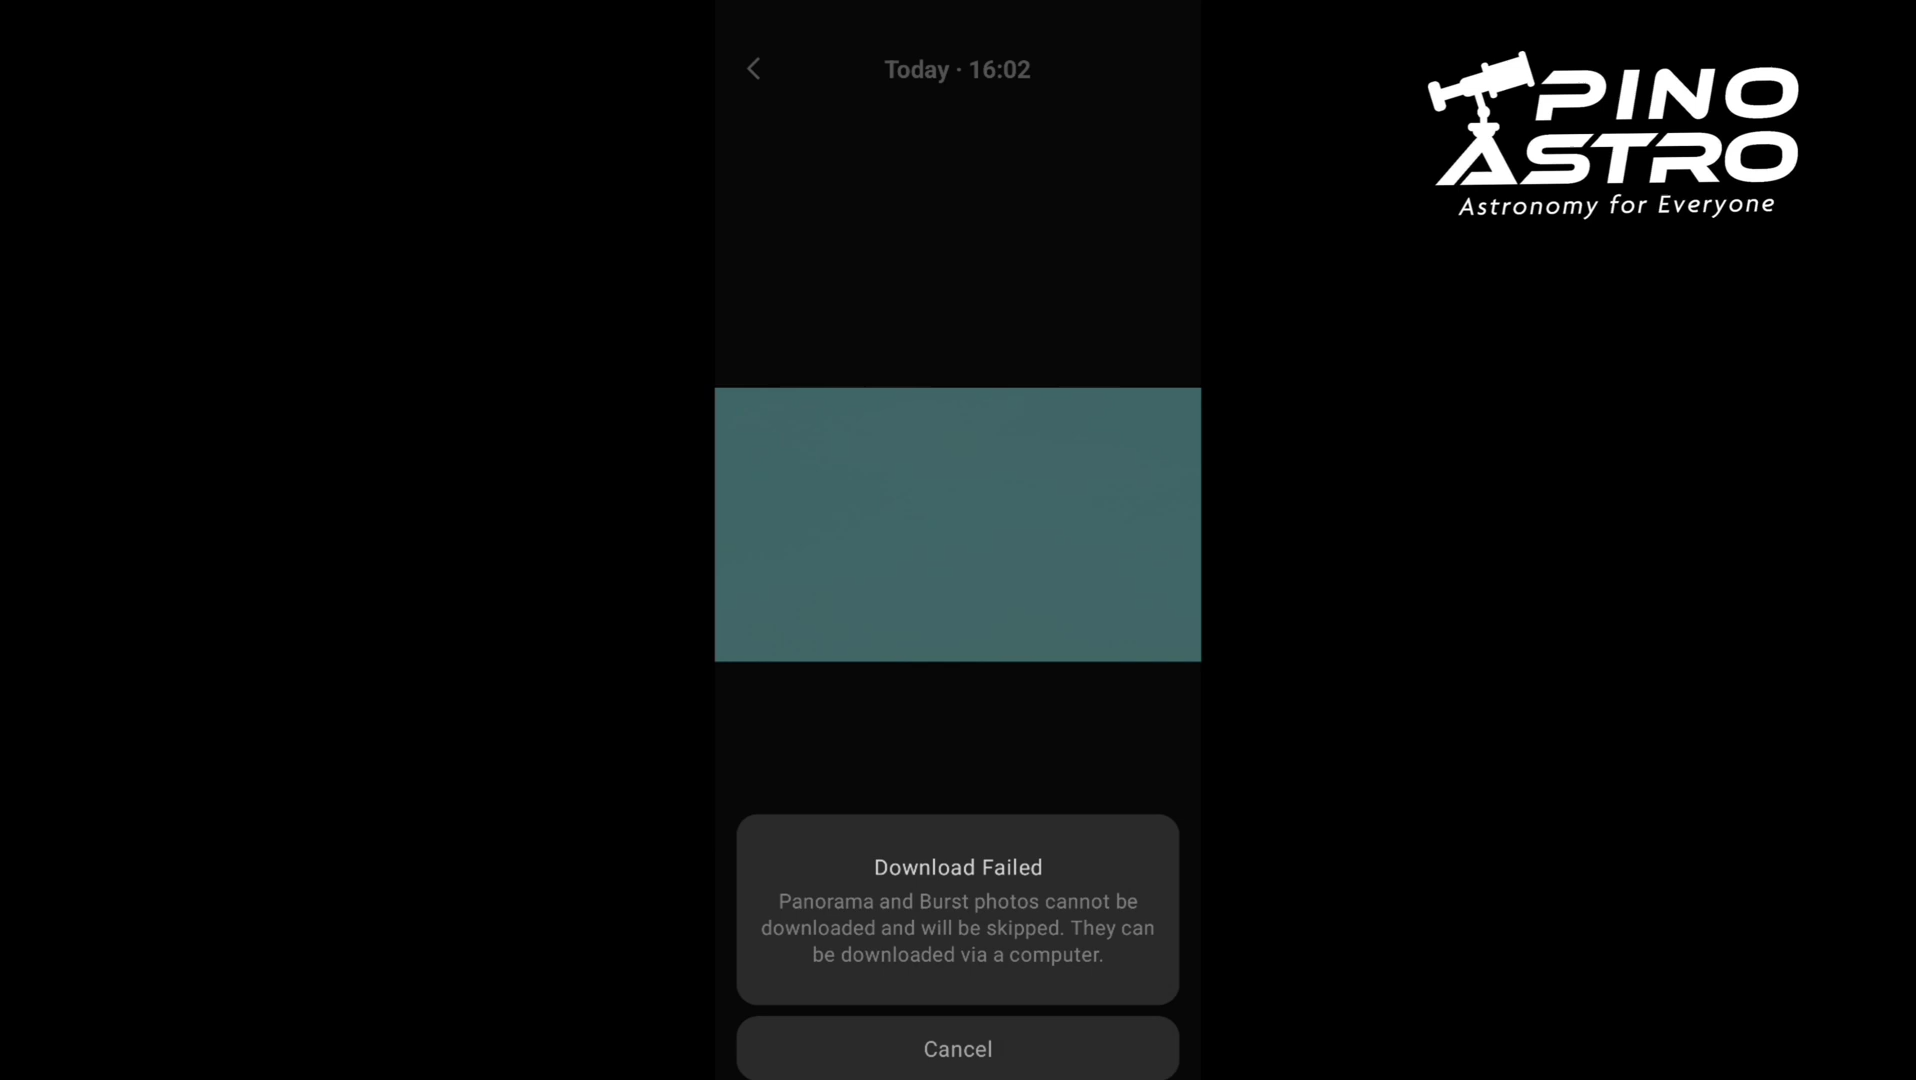 Today · 16:02
PINO
ASTRO
Astronomy for Everyone
Download Failed
Panorama and Burst photos cannot be
downloaded and will be skipped. They can
be downloaded via a computer.
Cancel